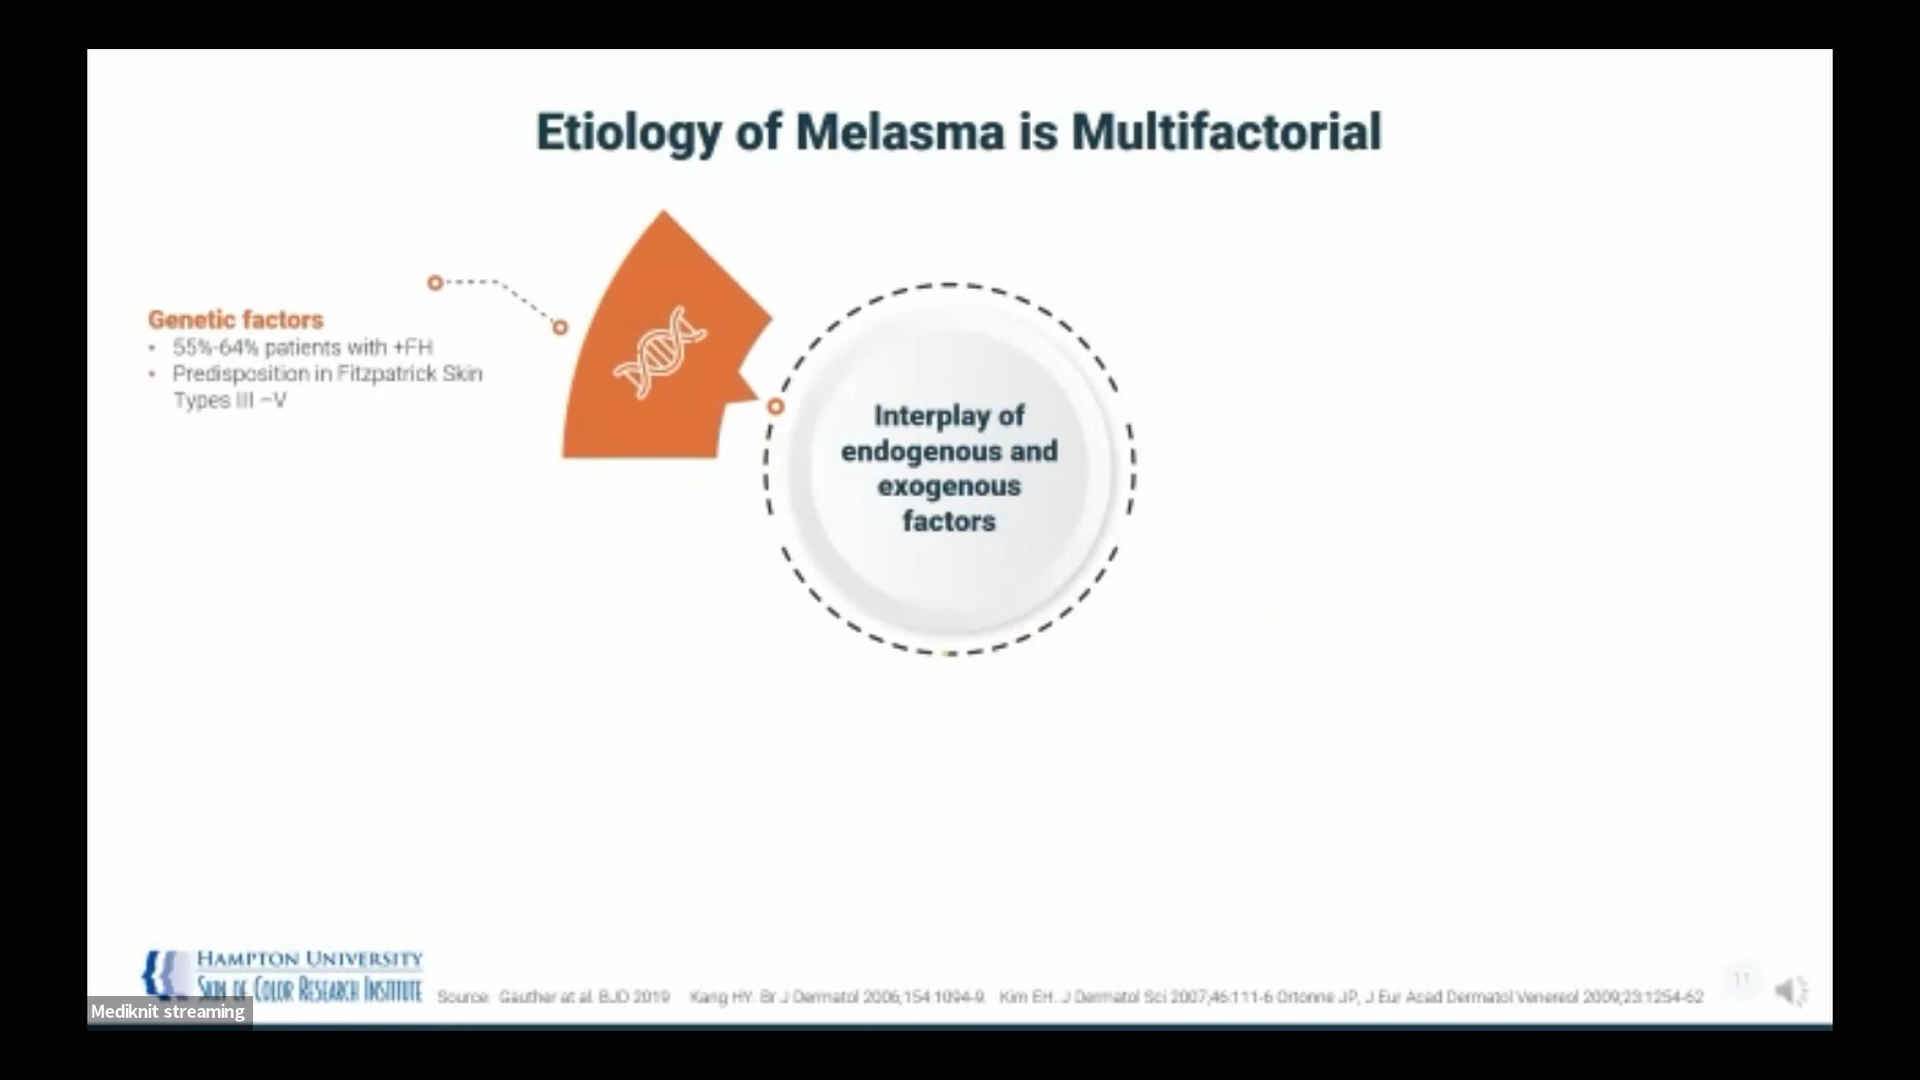 Etiology of Melasma is Multifactorial
Genetic factors
• 55%-64% patients with +FH
• Predisposition in Fitzpatrick Skin
Types III –V
Interplay of
endogenous and
exogenous
factors
HAMPTON UNIVERSITY
SKIN OF COLOR RESEARCH INSTITUTE
Source: Gauther at al. BJD 2019 Kang HY. Br J Dermatol 2006;154:1094-9. Kim EH. J Dermatol Sci 2007;46:111-6 Ortonne JP, J Eur Acad Dermatol Venereol 2009;23:1254-62
11
Mediknit streaming